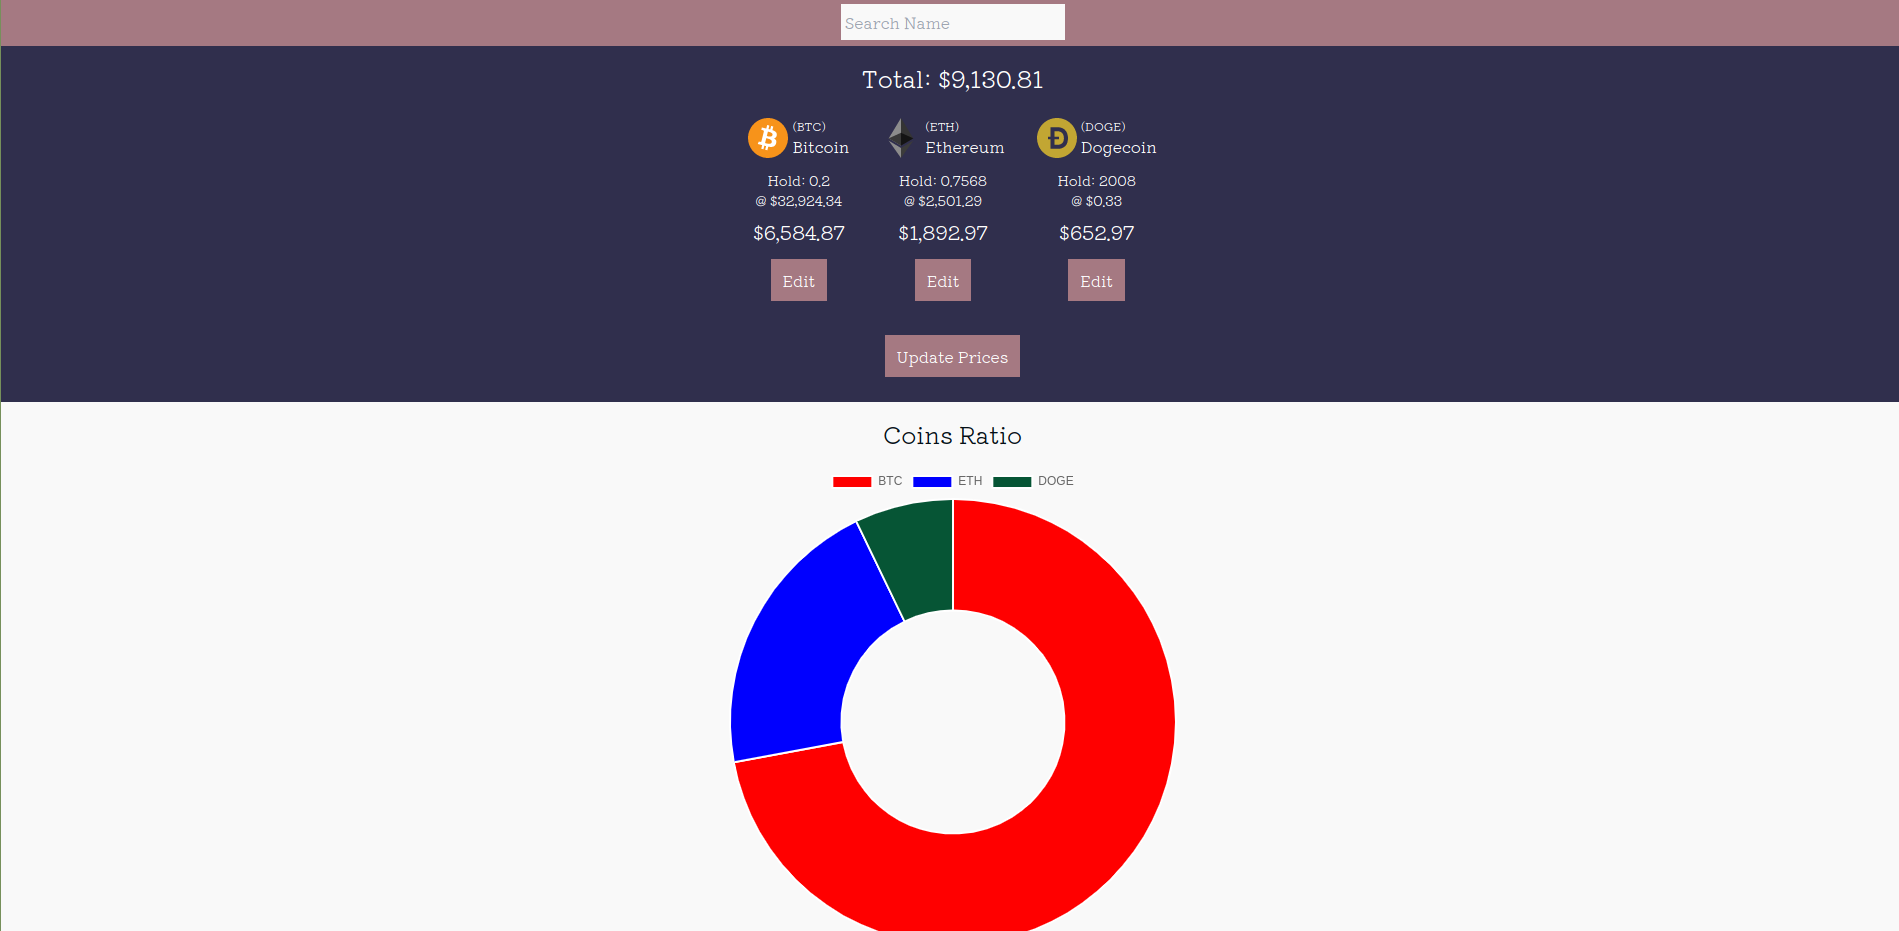 Search Name
Total: $9,130.81
(BTC)
Bitcoin
Hold: 0.2
@ $32,924.34
$6,584.87
Edit
(ETH)
Ethereum
Hold: 0.7568
@ $2,501.29
$1,892.97
Edit
(DOGE)
Dogecoin
Hold: 2008
@ $0.33
$652.97
Edit
Update Prices
Coins Ratio
BTC ETH DOGE